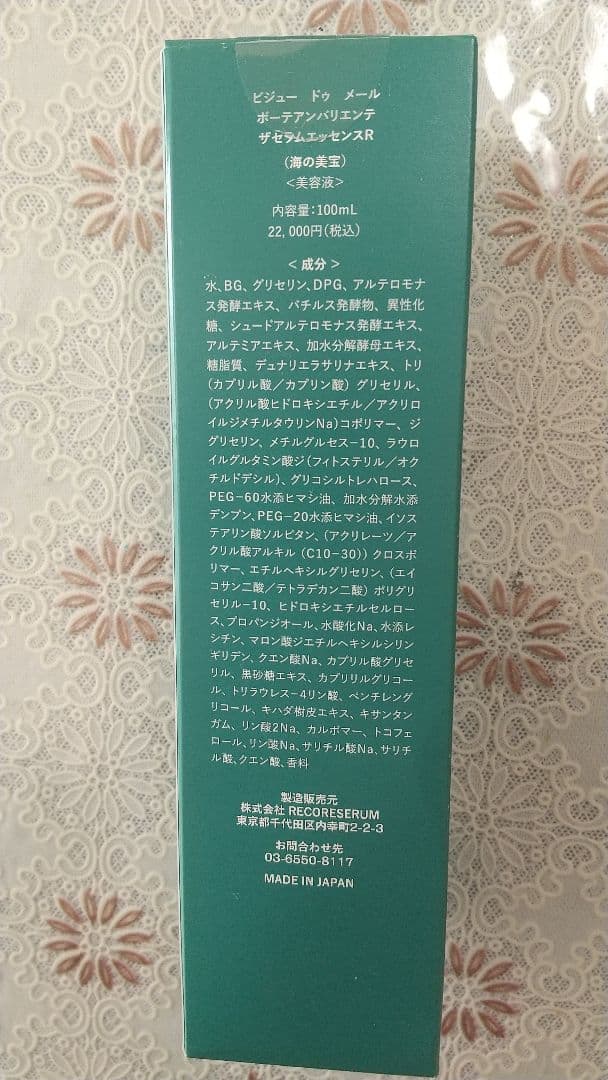 ビジュー ドゥ メール
ボーテアンバリエンテ
ザセラムエッセンスR
(海の美宝)
<美容液>
内容量:100mL
22,000円(税込)
<成分>
水、BG、グリセリン、DPG、アルテロモナ
ス発酵エキス、バチルス発酵物、異性化
糖、シュードアルテロモナス発酵エキス、
アルテミアエキス、加水分解酵母エキス、
糖脂質、デュナリエラサリナエキス、トリ
(カプリル酸/カプリン酸)グリセリル、
(アクリル酸ヒドロキシエチル/アクリロ
イルジメチルタウリンNa)コポリマー、ジ
グリセリン、メチルグルセス-10、ラウロ
イルグルタミン酸ジ(フィトステリル/オク
チルドデシル)、グリコシルトレハロース、
PEG-60水添ヒマシ油、加水分解水添
デンプン、PEG-20水添ヒマシ油、イソス
テアリン酸ソルビタン、(アクリレーツ/ア
クリル酸アルキル(C10-30))クロスポ
リマー、エチルヘキシルグリセリン、(エイ
コサン二酸/テトラデカン二酸)ポリグリ
セリル-10、ヒドロキシエチルセルロー
ス、プロパンジオール、水酸化Na、水添レ
シチン、マロン酸ジエチルヘキシルシリン
ギリデン、クエン酸Na、カプリル酸グリセ
リル、黒砂糖エキス、カプリリルグリコー
ル、トリラウレス-4リン酸、ペンチレング
リコール、キハダ樹皮エキス、キサンタン
ガム、リン酸2Na、カルボマー、トコフェ
ロール、リン酸Na、サリチル酸Na、サリチ
ル酸、クエン酸、香料
製造販売元
株式会社 RECORESERUM
東京都千代田区内幸町2-2-3
お問合わせ先
03-6550-8117
MADE IN JAPAN